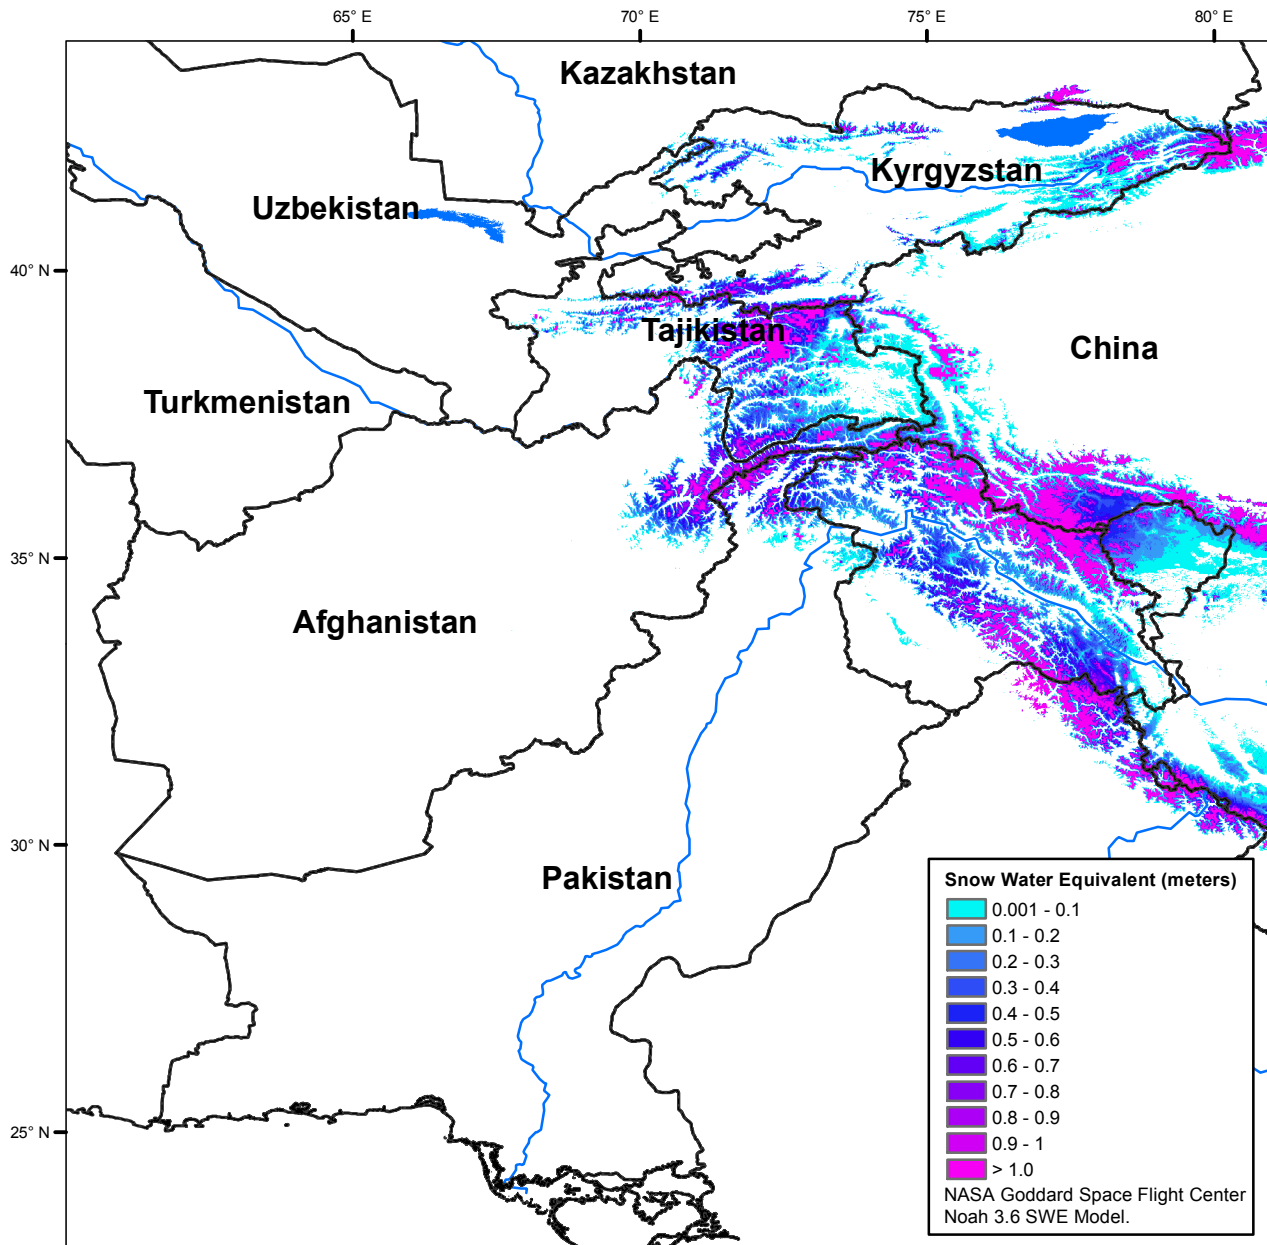 65° E
70° E
75° E
80° E
Kazakhstan
Kyrgyzstan
Uzbekistan
40° N
Tajikistan
China
Turkmenistan
35° N
Afghanistan
30° N
Pakistan
25° N
Snow Water Equivalent (meters)
0.001 - 0.1
0.1 - 0.2
0.2 - 0.3
0.3 - 0.4
0.4 - 0.5
0.5 - 0.6
0.6 - 0.7
0.7 - 0.8
0.8 - 0.9
0.9 - 1
> 1.0
NASA Goddard Space Flight Center
Noah 3.6 SWE Model.